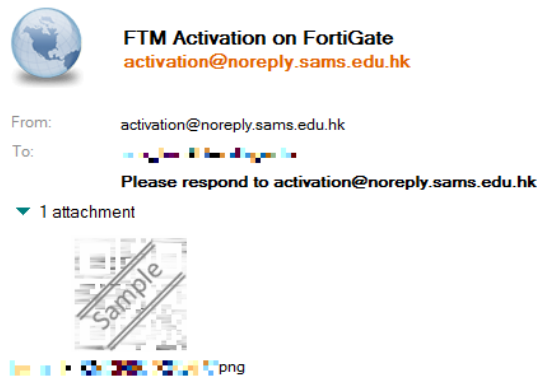 FTM Activation on FortiGate
activation@noreply.sams.edu.hk
From: activation@noreply.sams.edu.hk
To:
Please respond to activation@noreply.sams.edu.hk
1 attachment
Sample
png